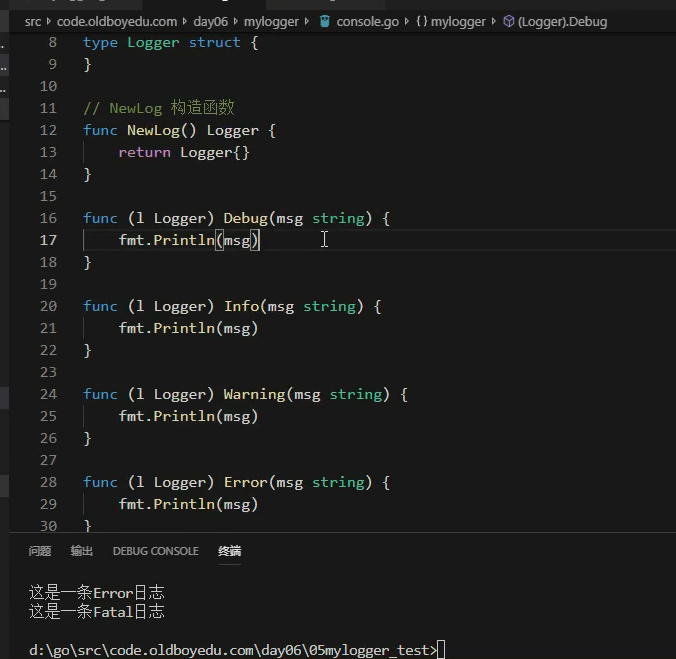 src > code.oldboyedu.com > day06 > mylogger > console.go > {} mylogger > (Logger).Debug
8 type Logger struct {
9 }
10
11 // NewLog 构造函数
12 func NewLog() Logger {
13 return Logger{}
14 }
15
16 func (l Logger) Debug(msg string) {
17 fmt.Println(msg)
18 }
19
20 func (l Logger) Info(msg string) {
21 fmt.Println(msg)
22 }
23
24 func (l Logger) Warning(msg string) {
25 fmt.Println(msg)
26 }
27
28 func (l Logger) Error(msg string) {
29 fmt.Println(msg)
30 }
问题 输出 DEBUG CONSOLE 终端
这是一条Error日志
这是一条Fatal日志
d:\go\src\code.oldboyedu.com\day06\05mylogger_test>